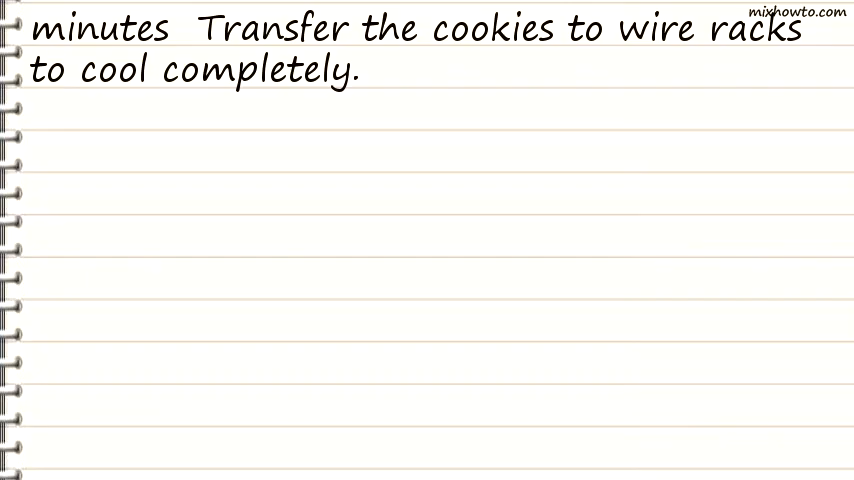 mixhowto.com
minutes  Transfer the cookies to wire racks
to cool completely.